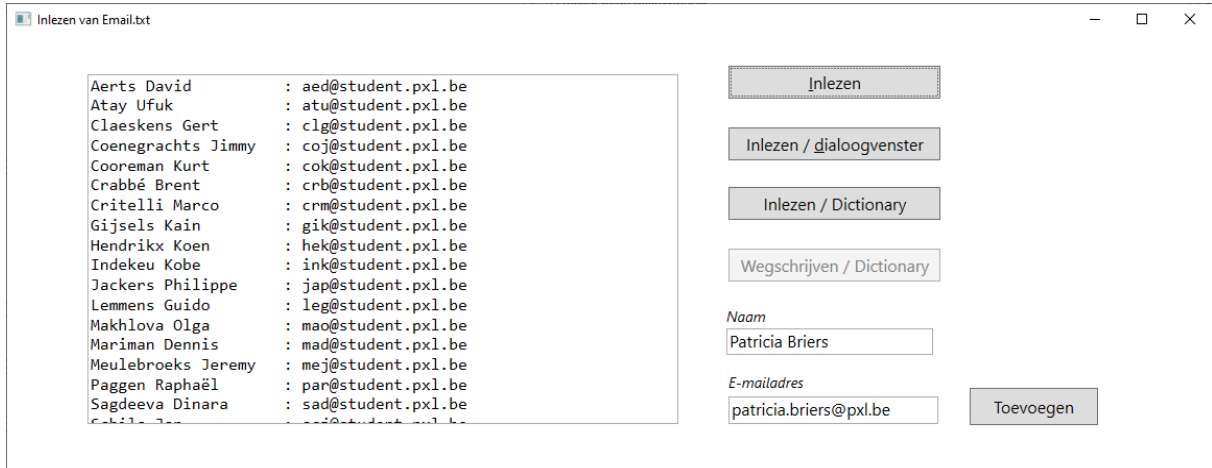 Inlezen van Email.txt
Aerts David : aed@student.pxl.be
Atay Ufuk : atu@student.pxl.be
Claeskens Gert : clg@student.pxl.be
Coenegrachts Jimmy : coj@student.pxl.be
Cooreman Kurt : cok@student.pxl.be
Crabbé Brent : crb@student.pxl.be
Critelli Marco : crm@student.pxl.be
Gijsels Kain : gik@student.pxl.be
Hendrikx Koen : hek@student.pxl.be
Indekeu Kobe : ink@student.pxl.be
Jackers Philippe : jap@student.pxl.be
Lemmens Guido : leg@student.pxl.be
Makhlova Olga : mao@student.pxl.be
Mariman Dennis : mad@student.pxl.be
Meulebroeks Jeremy : mej@student.pxl.be
Paggen Raphaël : par@student.pxl.be
Sagdeeva Dinara : sad@student.pxl.be
Inlezen
Inlezen / dialoogvenster
Inlezen / Dictionary
Wegschrijven / Dictionary
Naam
Patricia Briers
E-mailadres
patricia.briers@pxl.be
Toevoegen